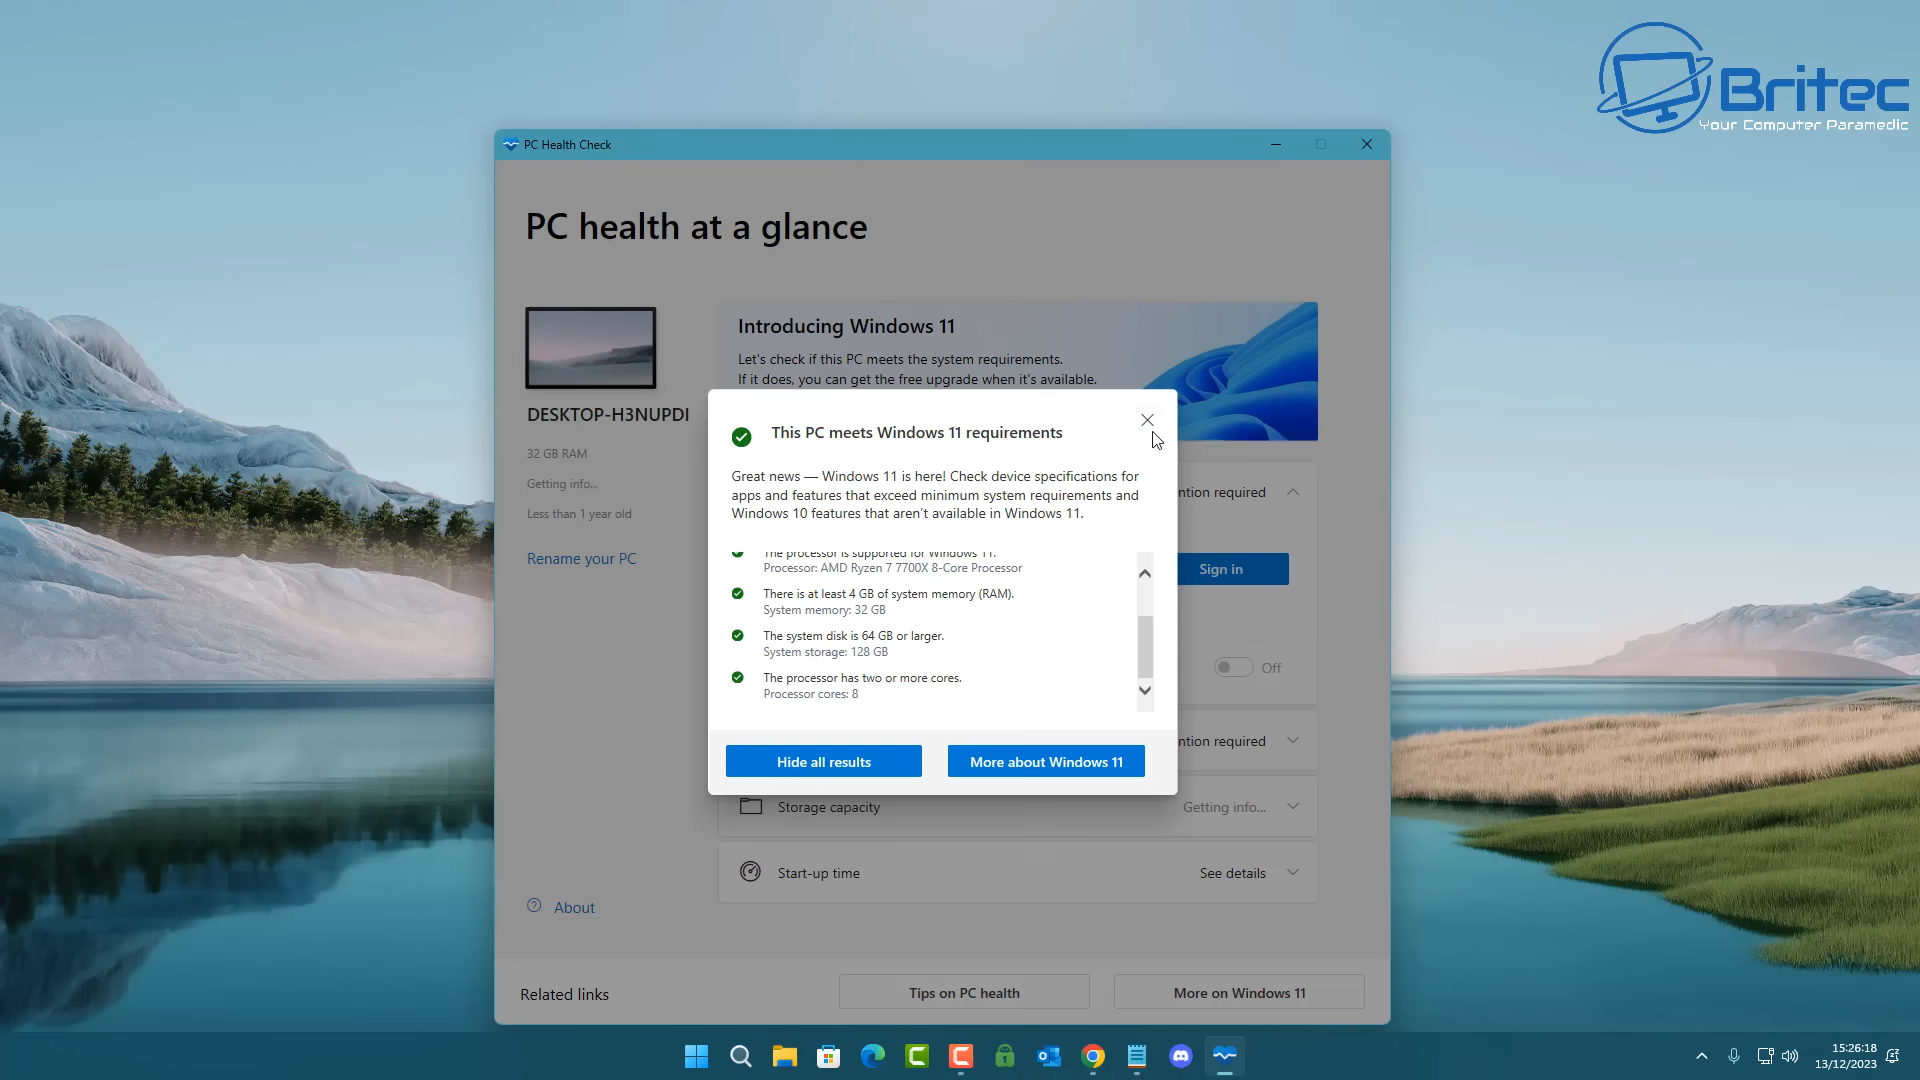 Britec
Your Computer Paramedic
PC Health Check
PC health at a glance
Introducing Windows 11
Let's check if this PC meets the system requirements.
If it does, you can get the free upgrade when it's available.
DESKTOP-H3NUPDI
32 GB RAM
Getting info...
Less than 1 year old
Rename your PC
This PC meets Windows 11 requirements
Great news — Windows 11 is here! Check device specifications for
apps and features that exceed minimum system requirements and
Windows 10 features that aren't available in Windows 11.
The processor is supported for Windows 11.
Processor: AMD Ryzen 7 7700X 8-Core Processor
There is at least 4 GB of system memory (RAM).
System memory: 32 GB
The system disk is 64 GB or larger.
System storage: 128 GB
The processor has two or more cores.
Processor cores: 8
Hide all results
More about Windows 11
required
Sign in
Off
required
Storage capacity
Getting info...
Start-up time
See details
About
Related links
Tips on PC health
More on Windows 11
15:26:18
13/12/2023